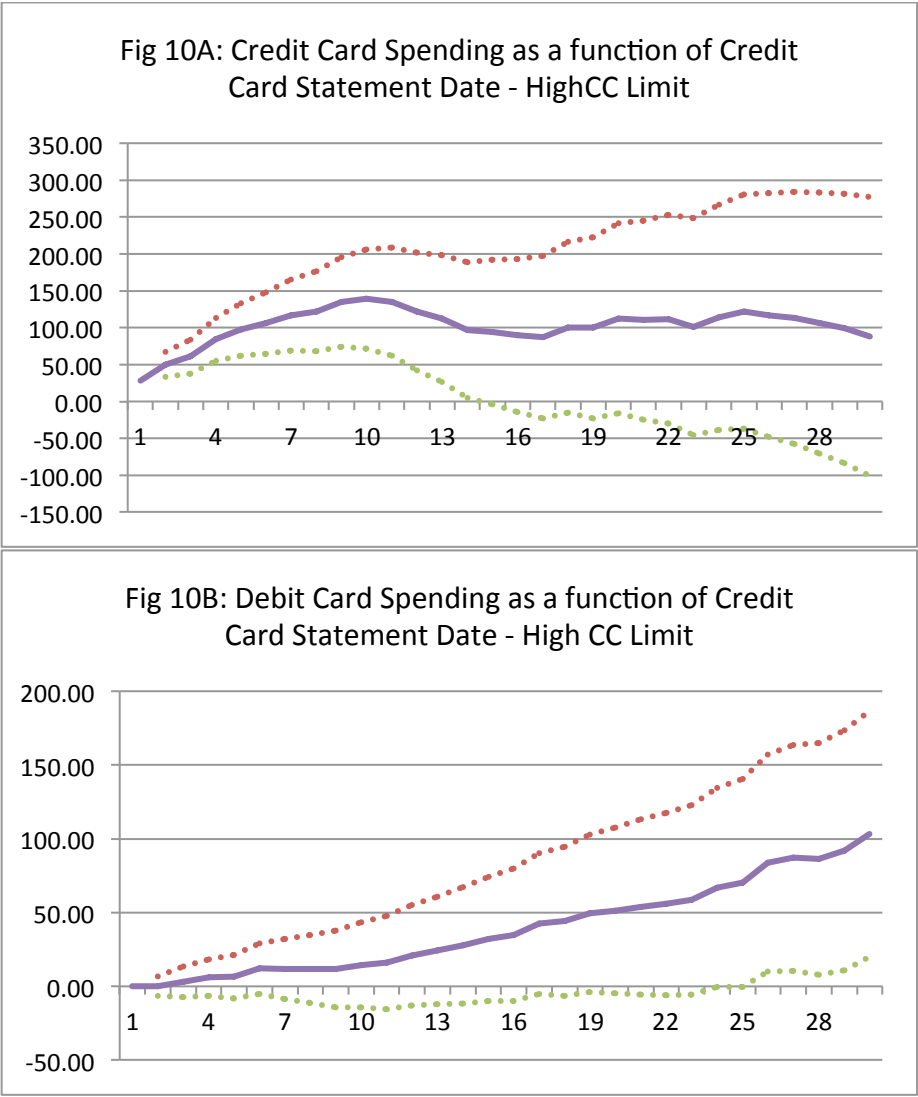 Fig 10A: Credit Card Spending as a function of Credit
Card Statement Date - HighCC Limit
350.00
300.00
250.00
200.00
150.00
100.00
50.00
0.00
-50.00
-100.00
-150.00
1 4 7 10 13 16 19 22 25 28
Fig 10B: Debit Card Spending as a function of Credit
Card Statement Date - High CC Limit
200.00
150.00
100.00
50.00
0.00
-50.00
1 4 7 10 13 16 19 22 25 28